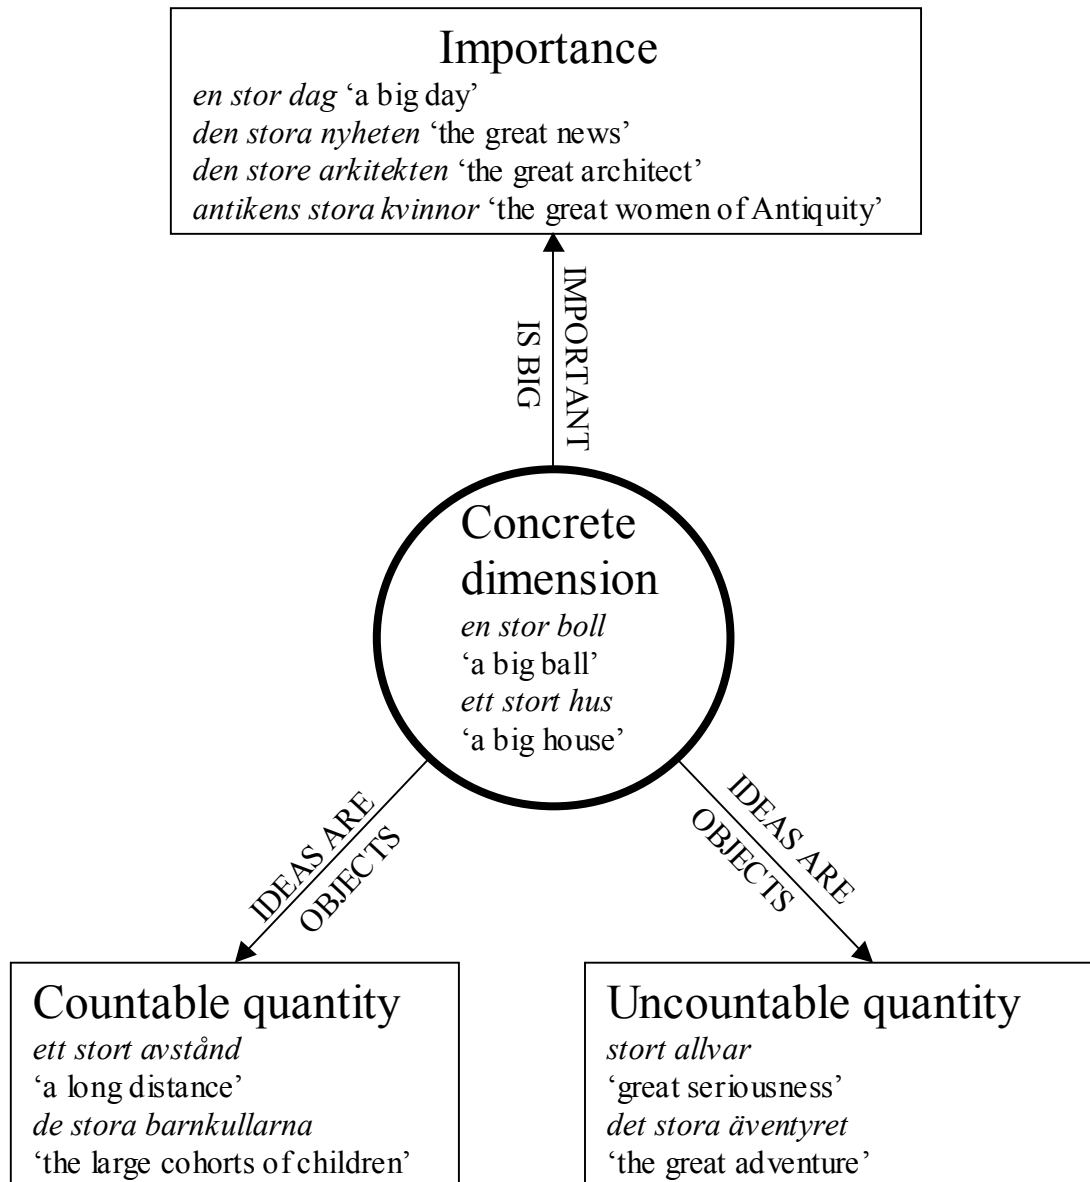 Importance
en stor dag ‘a big day’
den stora nyheten ‘the great news’
den store arkitekten ‘the great architect’
antikens stora kvinnor ‘the great women of Antiquity’
IMPORTANT
IS BIG
Concrete
dimension
en stor boll
‘a big ball’
ett stort hus
‘a big house’
IDEAS ARE
OBJECTS
IDEAS ARE
OBJECTS
Countable quantity
ett stort avstånd
‘a long distance’
de stora barnkullarna
‘the large cohorts of children’
Uncountable quantity
stort allvar
‘great seriousness’
det stora äventyret
‘the great adventure’